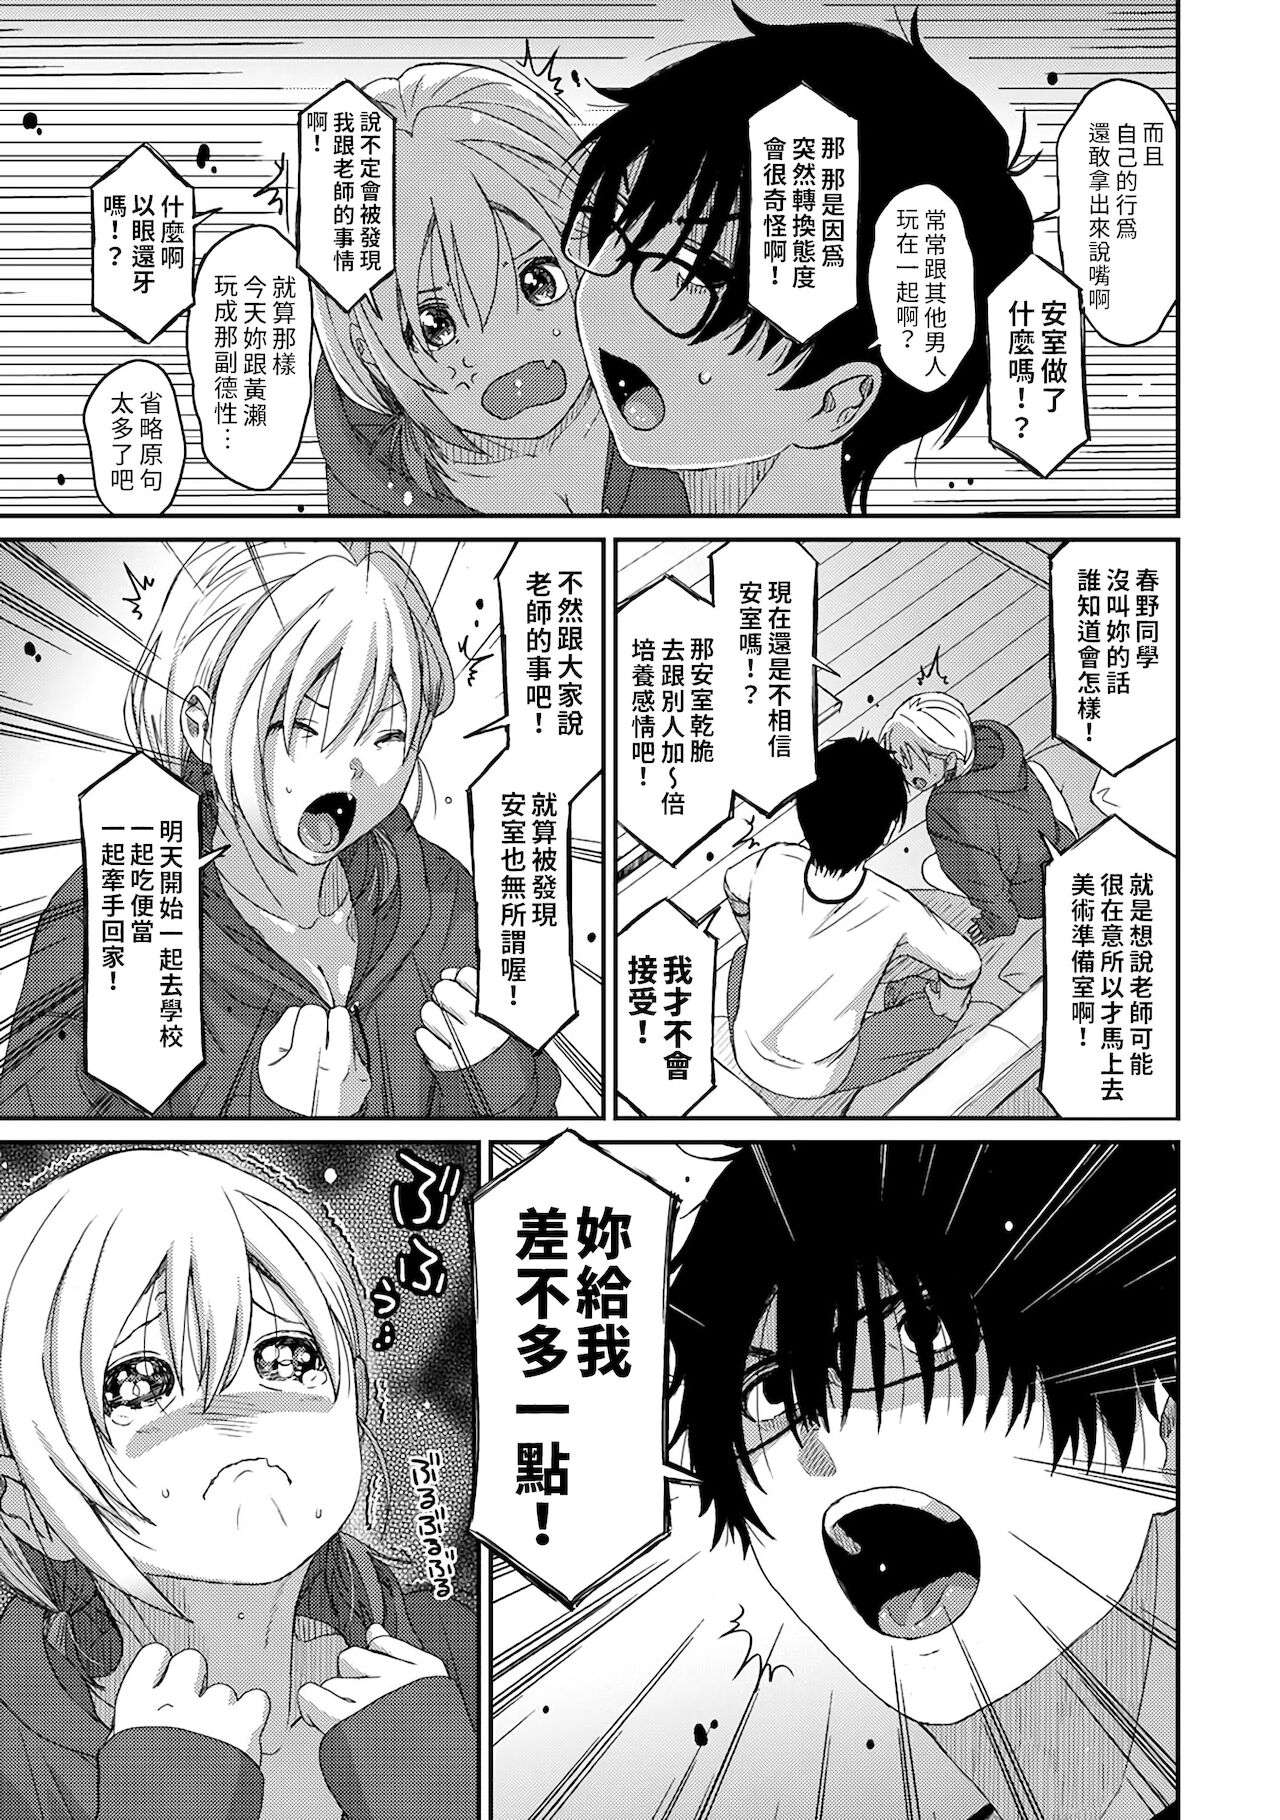 而且
自己的行爲
還敢拿出來說嘴啊
安室做了
什麼嗎！？
常常跟其他男人
玩在一起啊？
那 那是因爲
突然轉換態度
會很奇怪啊！
說不定會被發現
我跟老師的事情
啊！
就算那樣
今天妳跟黃瀨
玩成那副德性…
什麼啊
以眼還牙
嗎！？
省略原句
太多了吧
春野同學
沒叫妳的話
誰知道會怎樣！
就是想說老師可能
很在意所以才馬上去
美術準備室啊！
現在還是不相信
安室嗎！？
那安室乾脆
去跟別人加～倍
培養感情吧！
我才不會
接受！
不然跟大家說
老師的事吧！
就算被發現
安室也無所謂喔！
明天開始一起去學校
一起吃便當
一起牽手回家！
妳給我
差不多一點！
ぶふぅ
ぶるぶるぶる